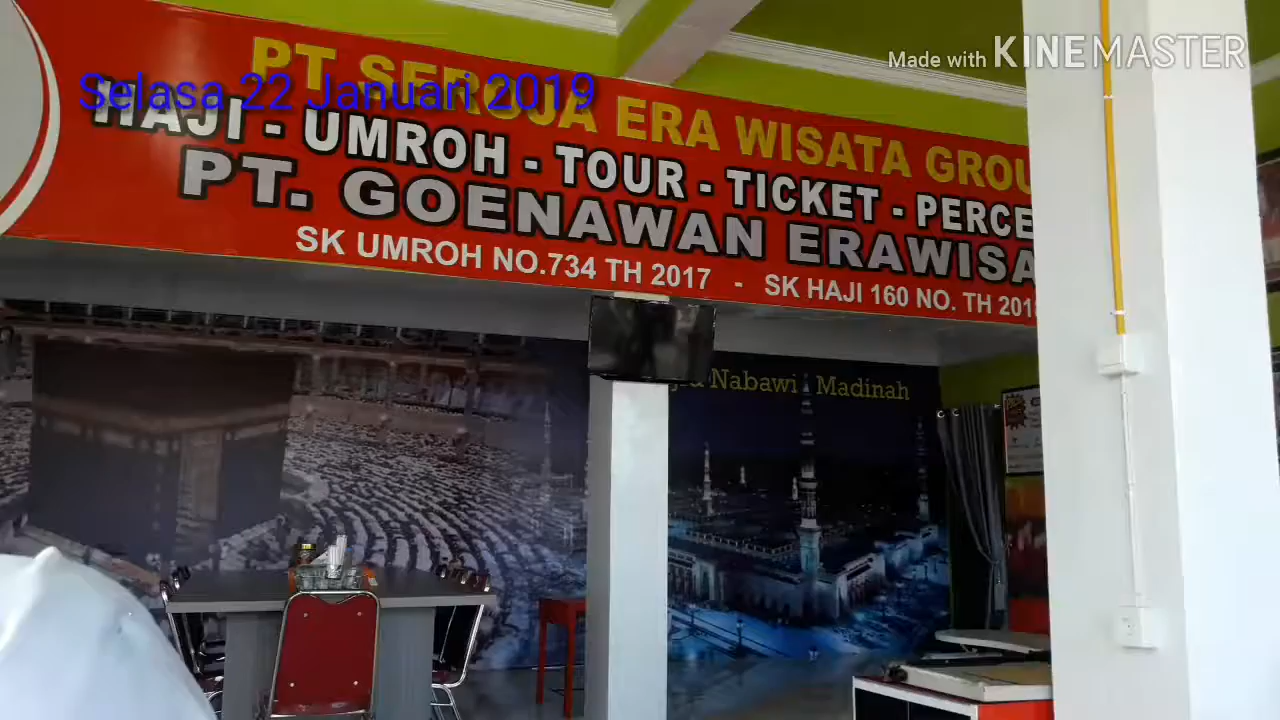 Made with KINEMASTER
Selasa 22 Januari 2019
PT SEROJA ERA WISATA GROU
HAJI - UMROH - TOUR - TICKET - PERCE
PT. GOENAWAN ERAWISA
SK UMROH NO.734 TH 2017 - SK HAJI 160 NO. TH 201
Nabawi Madinah